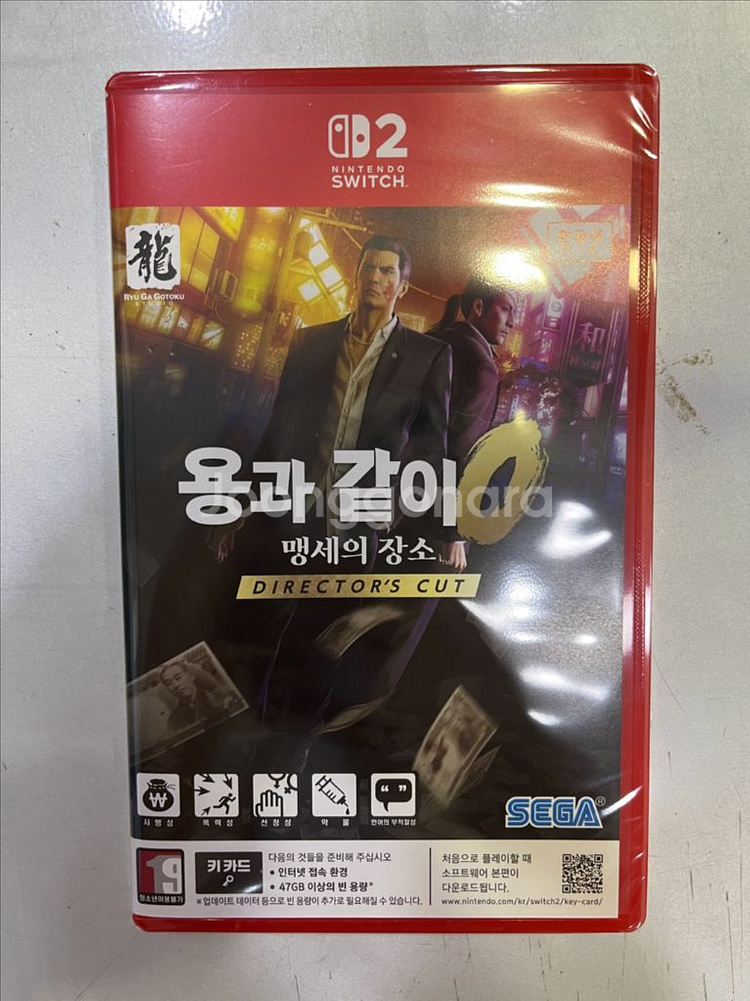 2
NINTENDO
SWITCH
龍
RYU GA GOTOKU
STUDIO
和
용과 같이 0
Joonggonara
맹세의 장소
DIRECTOR'S CUT
사행성
폭력성
선정성
약물
언어의 부적절성
SEGA®
19
청소년이용불가
키 카드
다음의 것들을 준비해 주십시오
• 인터넷 접속 환경
• 47GB 이상의 빈 용량*
※업데이트 데이터 등으로 빈 용량이 추가로 필요해질 수 있습니다.
처음으로 플레이할 때
소프트웨어 본편이
다운로드됩니다.
www.nintendo.com/kr/switch2/key-card/